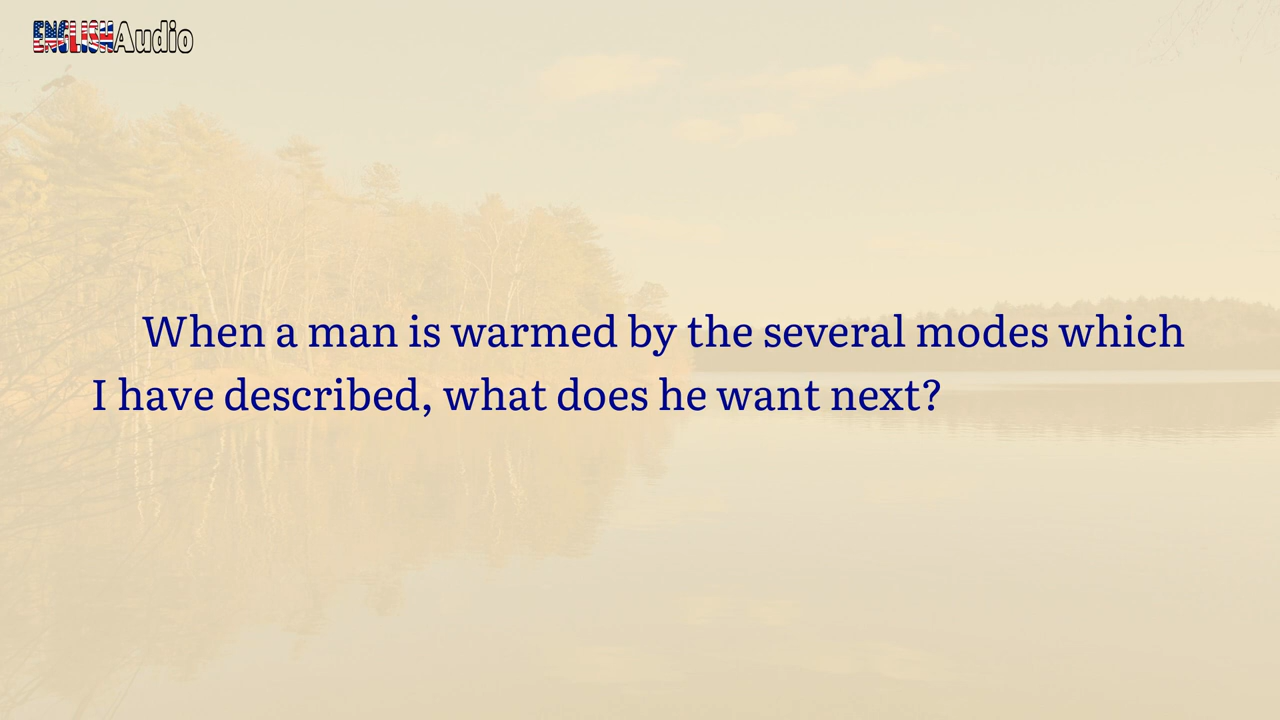 ENGLISHAudio
When a man is warmed by the several modes which
I have described, what does he want next?